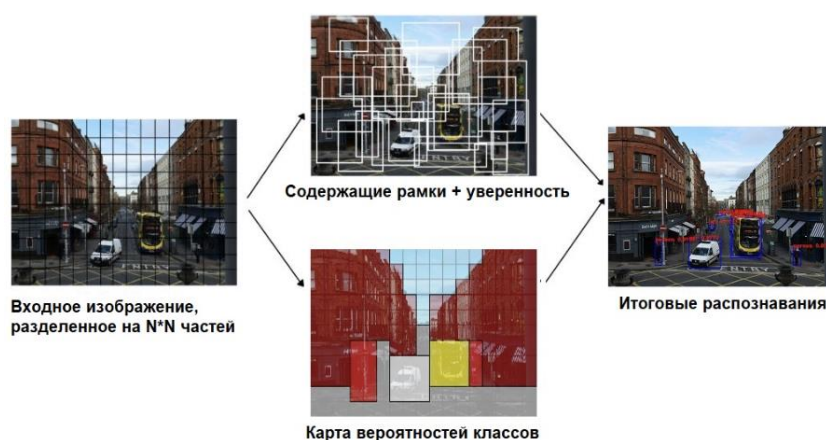 Содержащие рамки + уверенность
Входное изображение,
разделенное на N*N частей
Итоговые распознавания
Карта вероятностей классов